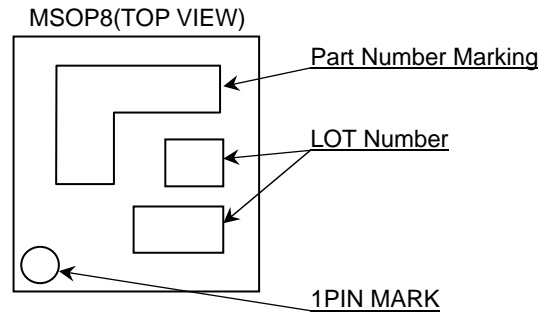 MSOP8(TOP VIEW)
Part Number Marking
LOT Number
1PIN MARK